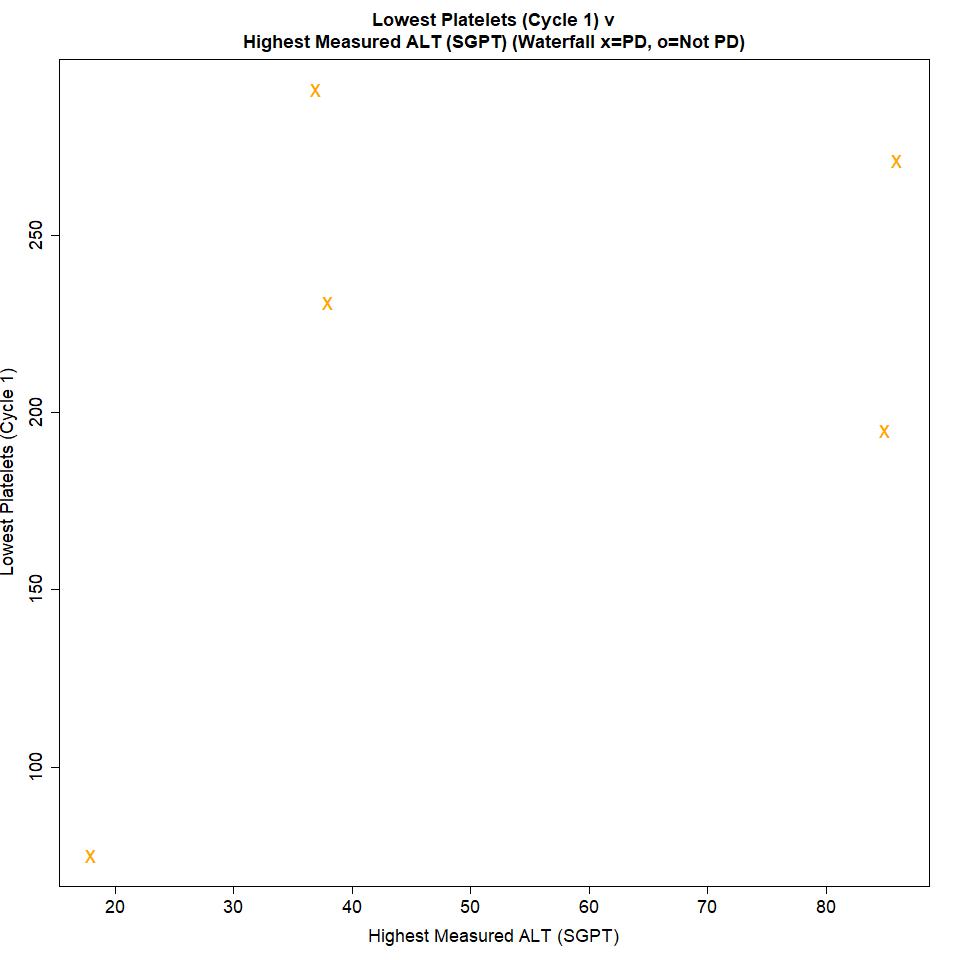 Lowest Platelets (Cycle 1) v
Highest Measured ALT (SGPT) (Waterfall x=PD, o=Not PD)
X
X
250
X
Lowest Platelets (Cycle 1)
200
X
150
100
X
20 30 40 50 60 70 80
Highest Measured ALT (SGPT)